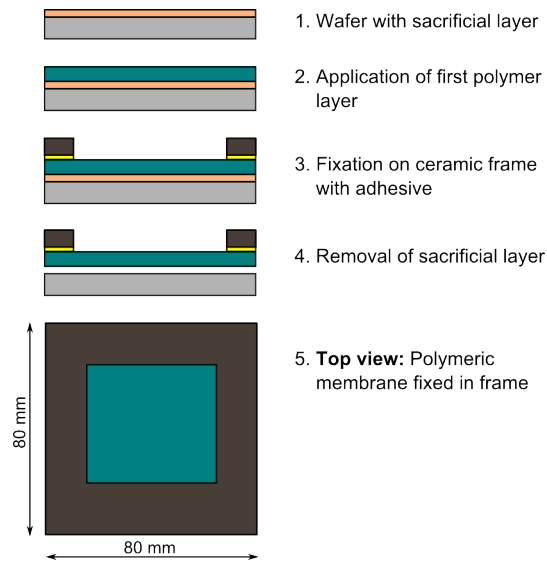 1. Wafer with sacrificial layer
2. Application of first polymer
layer
3. Fixation on ceramic frame
with adhesive
4. Removal of sacrificial layer
5. Top view: Polymeric
membrane fixed in frame
80 mm
80 mm